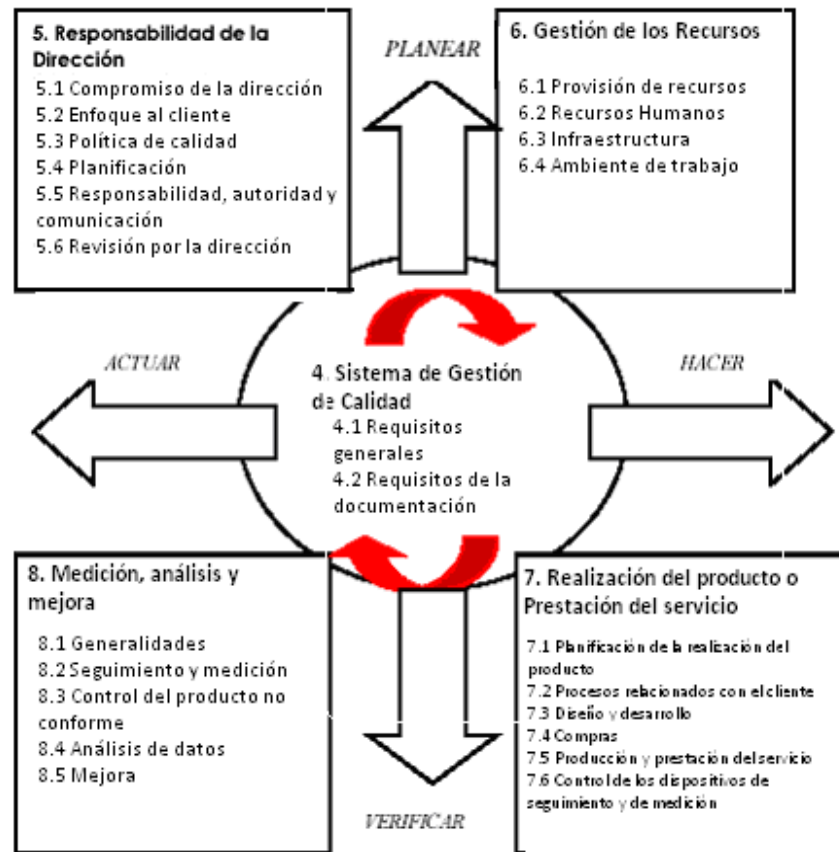 5. Responsabilidad de la
Dirección
5.1 Compromiso de la dirección
5.2 Enfoque al cliente
5.3 Política de calidad
5.4 Planificación
5.5 Responsabilidad, autoridad y
comunicación
5.6 Revisión por la dirección
PLANEAR
6. Gestión de los Recursos
6.1 Provisión de recursos
6.2 Recursos Humanos
6.3 Infraestructura
6.4 Ambiente de trabajo
ACTUAR
4. Sistema de Gestión
de Calidad
4.1 Requisitos
generales
4.2 Requisitos de la
documentación
HACER
8. Medición, análisis y
mejora
8.1 Generalidades
8.2 Seguimiento y medición
8.3 Control del producto no
conforme
8.4 Análisis de datos
8.5 Mejora
VERIFICAR
7. Realización del producto o
Prestación del servicio
7.1 Planificación de la realización del
producto
7.2 Procesos relacionados con el cliente
7.3 Diseño y desarrollo
7.4 Compras
7.5 Producción y prestación del servicio
7.6 Control de los dispositivos de
seguimiento y de medición